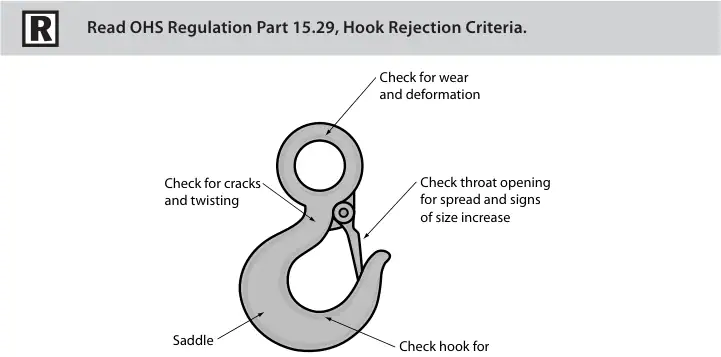 R Read OHS Regulation Part 15.29, Hook Rejection Criteria.
Check for wear
and deformation
Check for cracks
and twisting
Check throat opening
for spread and signs
of size increase
Saddle
Check hook for